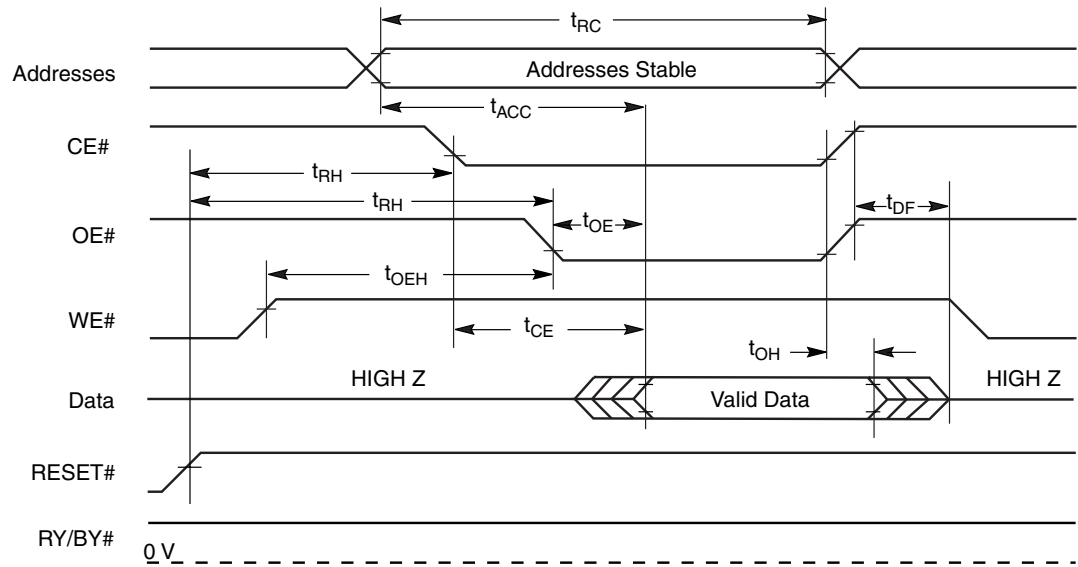 tRC
Addresses
Addresses Stable
tACC
CE#
tRH
tRH
tOE
tDF
OE#
tOEH
WE#
tCE
tOH
HIGH Z
HIGH Z
Data
Valid Data
RESET#
RY/BY#
0 V